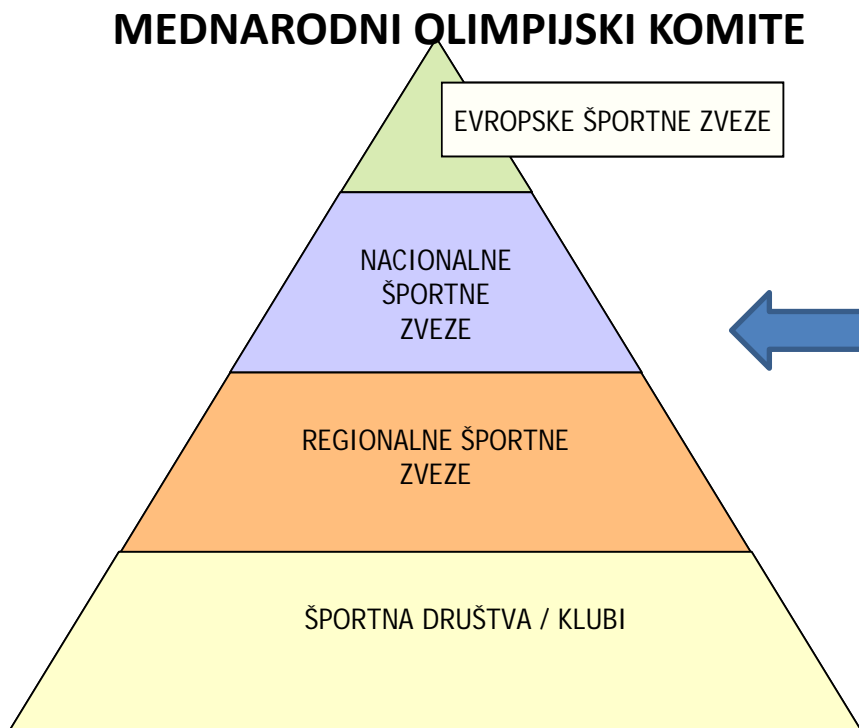 MEDNARODNI OLIMPIJSKI KOMITE
EVROPSKE ŠPORTNE ZVEZE
NACIONALNE
ŠPORTNE
ZVEZE
REGIONALNE ŠPORTNE
ZVEZE
ŠPORTNA DRUŠTVA / KLUBI